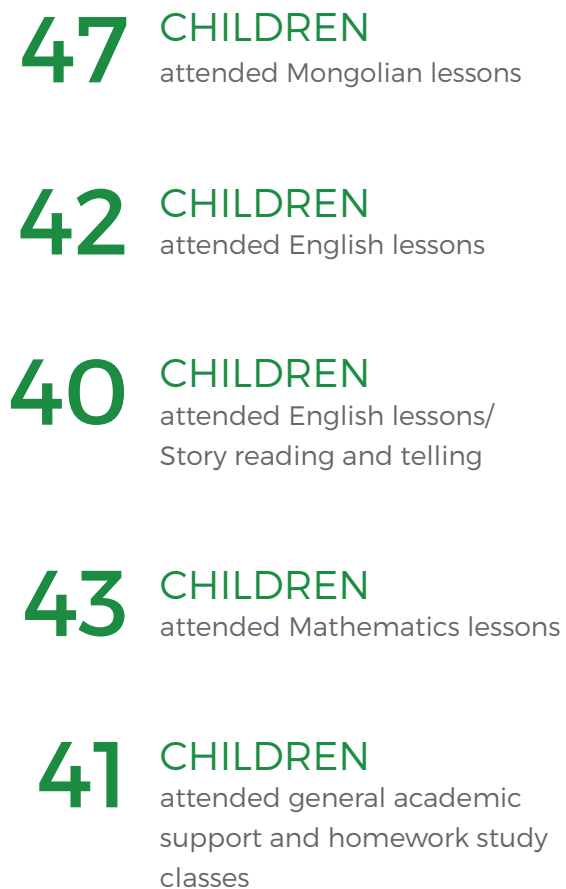 47 CHILDREN
attended Mongolian lessons
42 CHILDREN
attended English lessons
40 CHILDREN
attended English lessons/
Story reading and telling
43 CHILDREN
attended Mathematics lessons
41 CHILDREN
attended general academic
support and homework study
classes